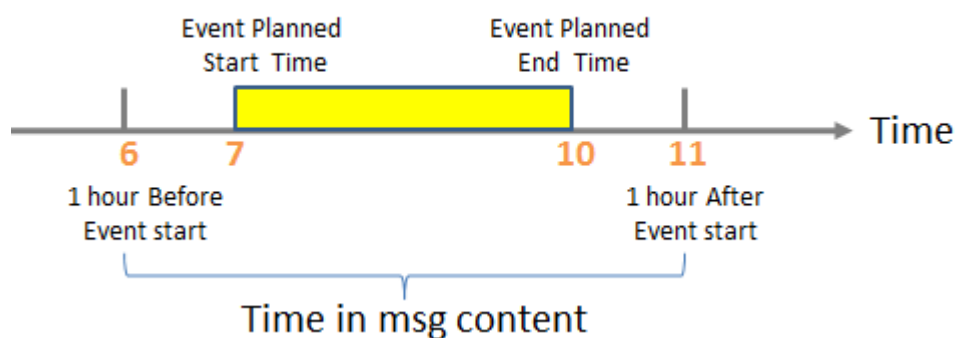 Event Planned
Start Time
Event Planned
End Time
Time
6
7
10
11
1 hour Before
Event start
1 hour After
Event start
Time in msg content